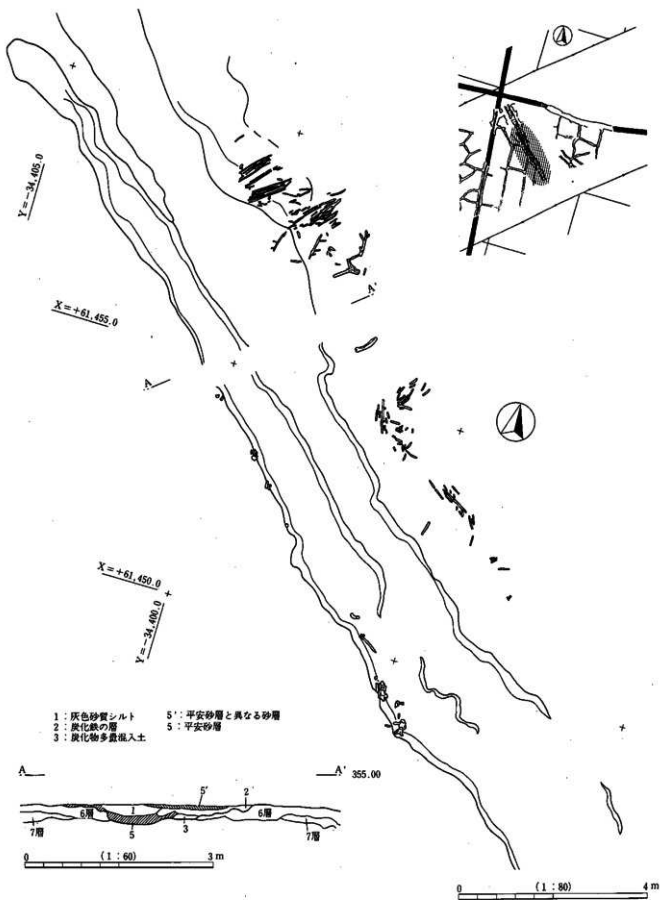 Y=-34,405.0
X=+61,455.0
A'
A
X=+61,450.0
Y=-34,400.0
1：灰色砂質シルト
2：炭化鉄の層
3：炭化物多量混入土
5'：平安砂層と異なる砂層
5：平安砂層
A
A' 355.00
5'
2
6層
1
6層
7層
5
3
7層
0 (1:60) 3m
0 (1:80) 4m